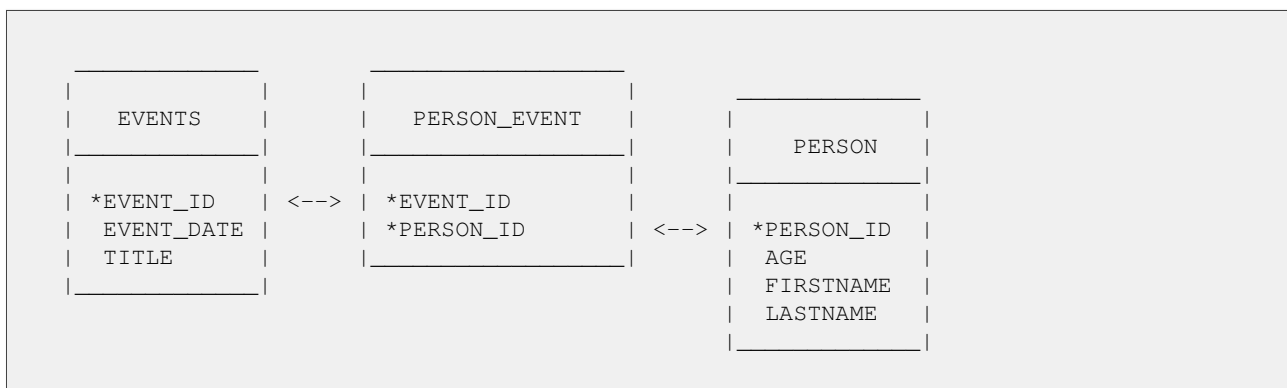 EVENTS
PERSON_EVENT
PERSON
*EVENT_ID <--> *EVENT_ID
EVENT_DATE *PERSON_ID <--> *PERSON_ID
TITLE AGE
FIRSTNAME
LASTNAME